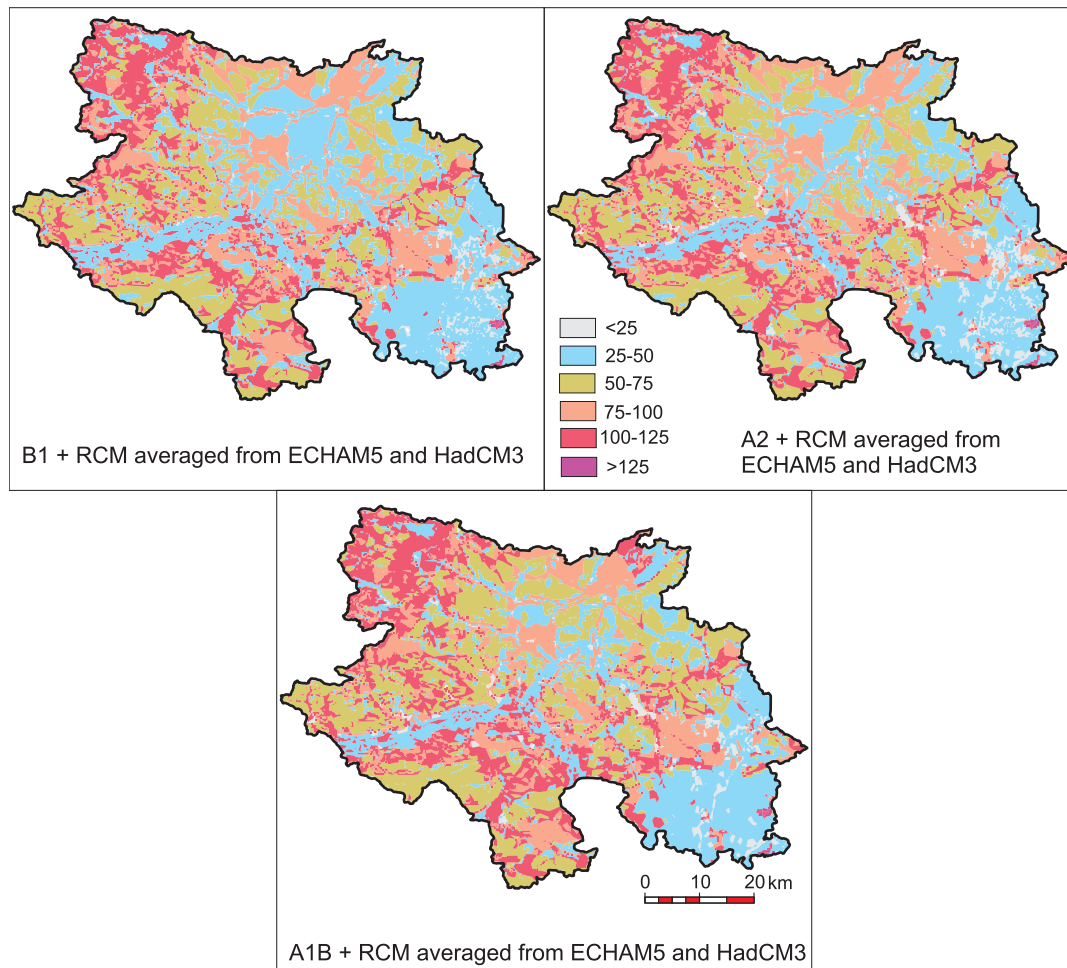 B1 + RCM averaged from ECHAM5 and HadCM3
<25
25-50
50-75
75-100
100-125
>125
A2 + RCM averaged from
ECHAM5 and HadCM3
0 10 20 km
A1B + RCM averaged from ECHAM5 and HadCM3